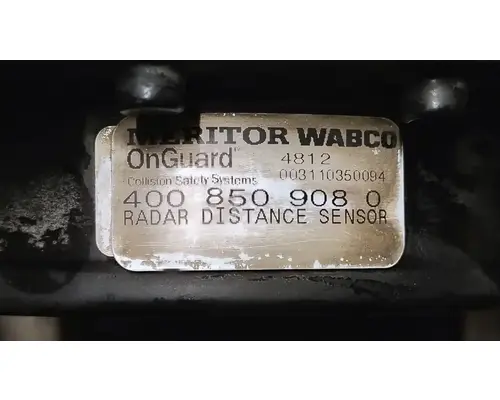 MERITOR WABCO
OnGuard 4812
Collision Safety Systems 003110350094
400 850 908 0
RADAR DISTANCE SENSOR